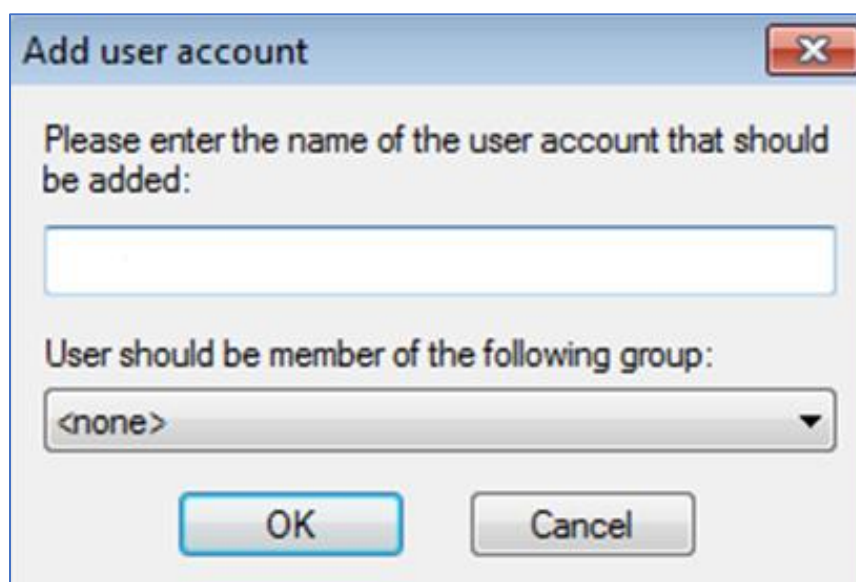 Add user account
Please enter the name of the user account that should
be added:
User should be member of the following group:
<none>
OK
Cancel